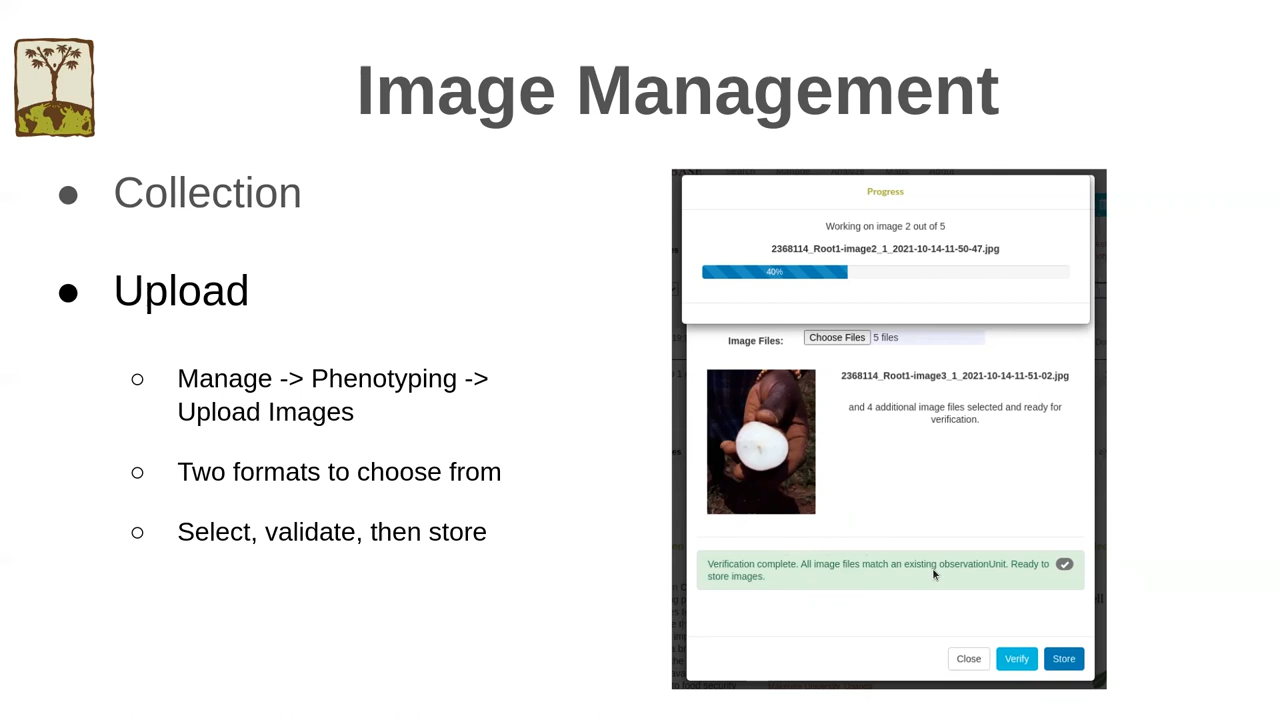 Image Management
● Collection
● Upload
○ Manage -> Phenotyping ->
Upload Images
○ Two formats to choose from
○ Select, validate, then store
Progress
Working on image 2 out of 5
2368114_Root1-image2_1_2021-10-14-11-50-47.jpg
40%
Image Files: Choose Files 5 files
2368114_Root1-image3_1_2021-10-14-11-51-02.jpg
and 4 additional image files selected and ready for
verification.
Verification complete. All image files match an existing observationUnit. Ready to
store images.
Close Verify Store
to food security